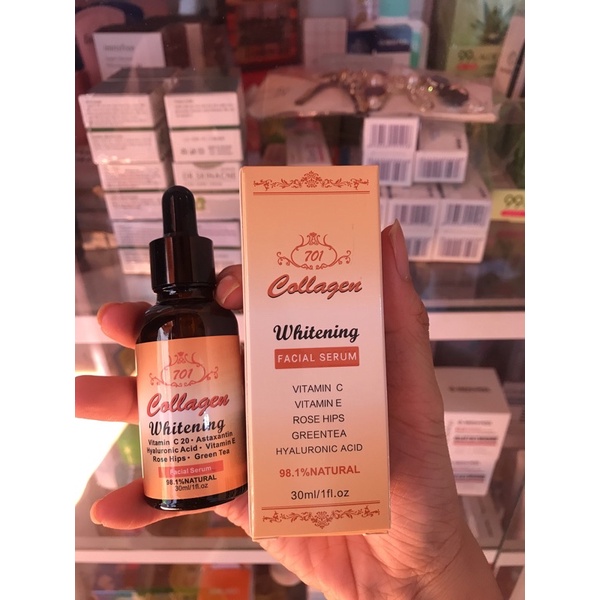 701
Collagen
Whitening
FACIAL SERUM
VITAMIN C
VITAMIN E
ROSE HIPS
GREENTEA
HYALURONIC ACID
98.1%NATURAL
30ml/1fl.oz
701
Collagen
Whitening
Vitamin C 20 • Astaxantin
Hyaluronic Acid • Vitamin E
Rose Hips • Green Tea
Facial Serum
98.1%NATURAL
30ml/1fl.oz
DR.SKINACNE